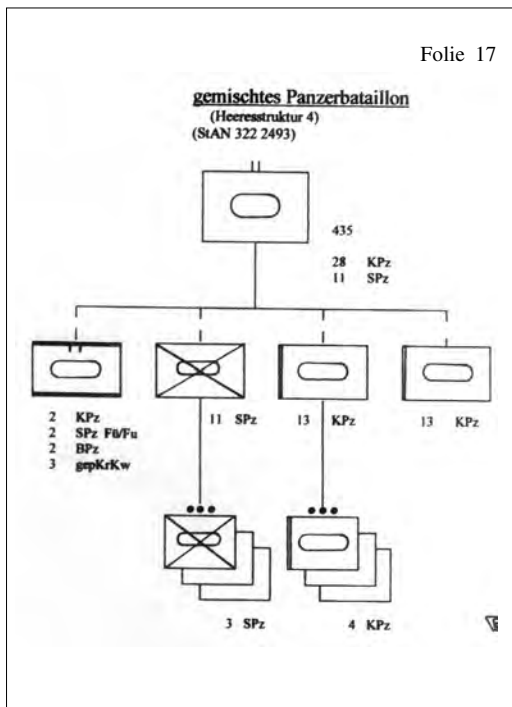 Folie 17
gemischtes Panzerbataillon
(Heeresstruktur 4)
(StAN 322 2493)
435
28 KPz
11 SPz
2 KPz
2 SPz Fü/Fu
2 BPz
3 gepKrKw
11 SPz
13 KPz
13 KPz
3 SPz
4 KPz